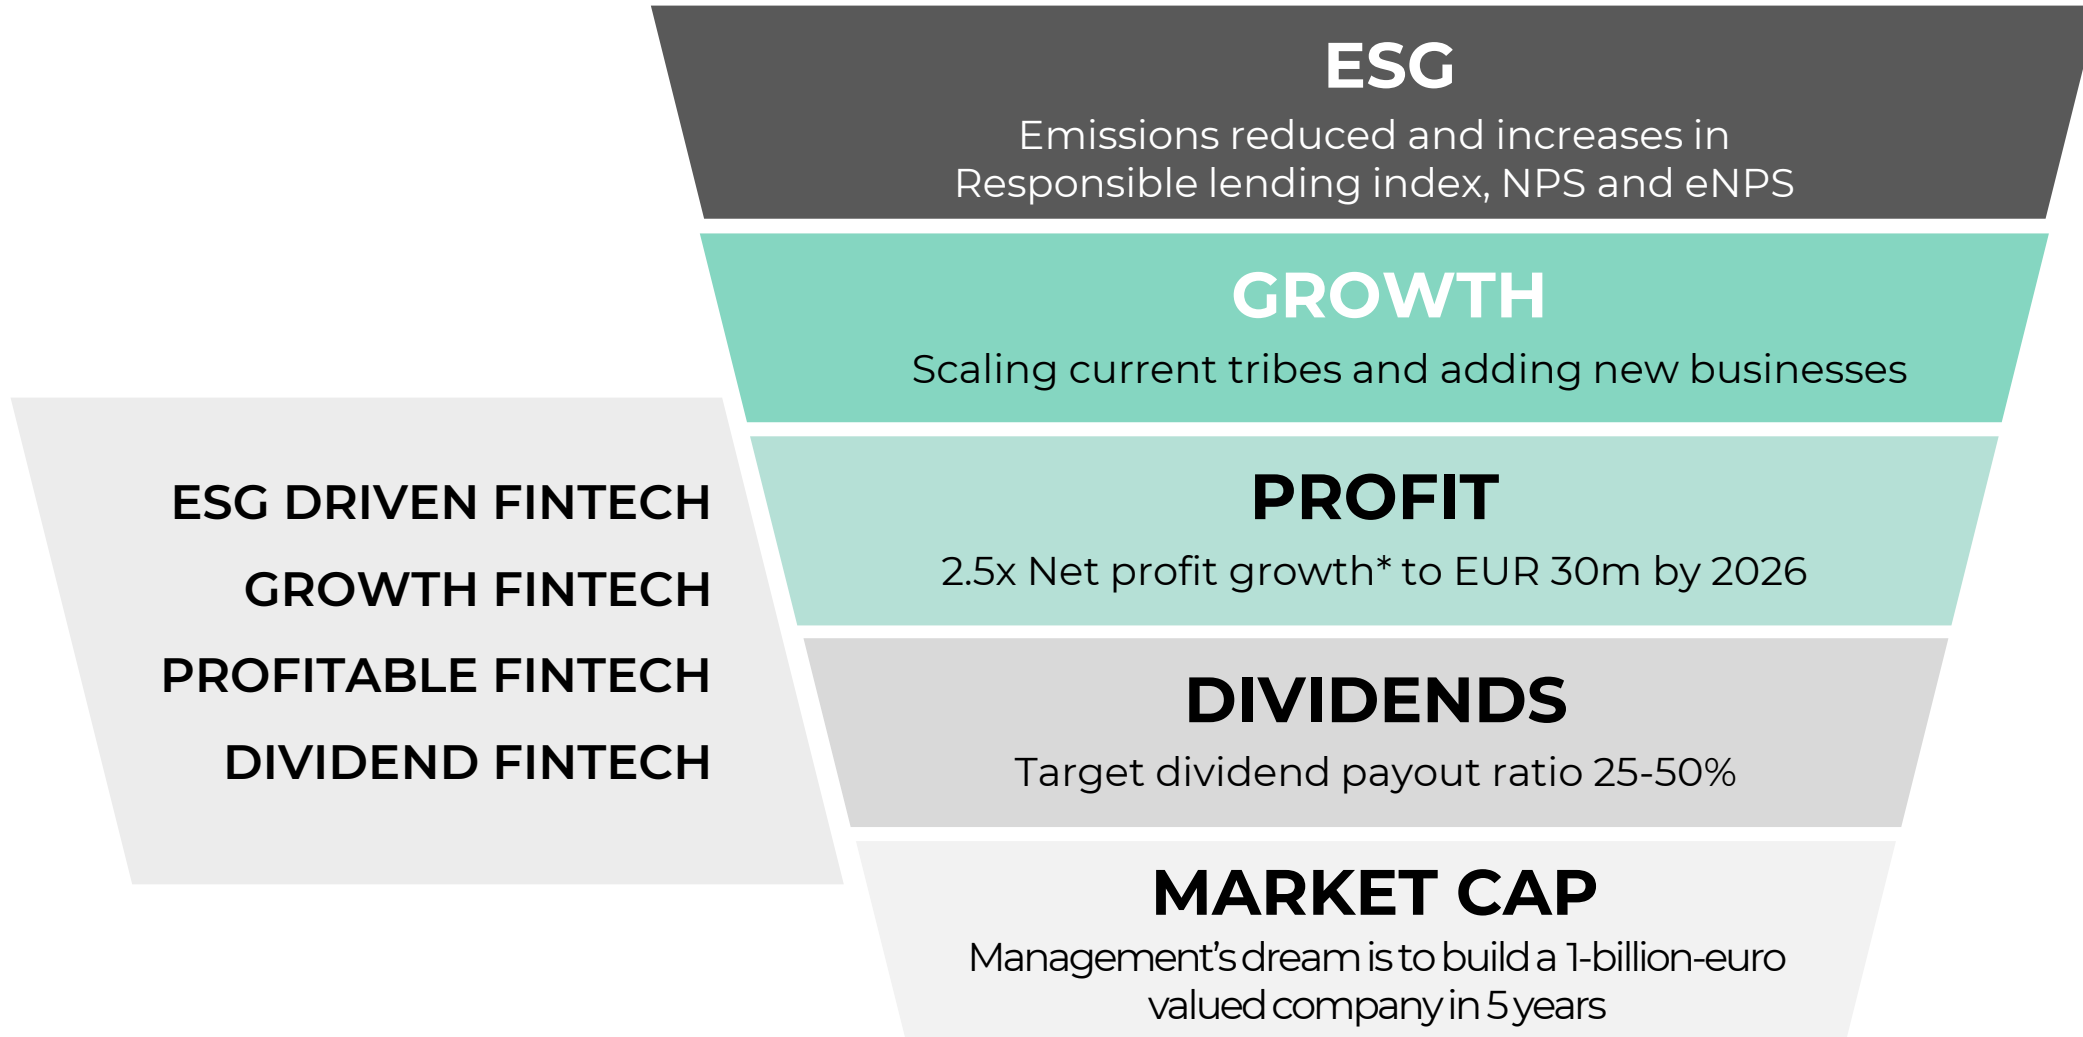 ESG
Emissions reduced and increases in
Responsible lending index, NPS and eNPS
GROWTH
Scaling current tribes and adding new businesses
PROFIT
2.5x Net profit growth* to EUR 30m by 2026
DIVIDENDS
Target dividend payout ratio 25-50%
MARKET CAP
Management's dream is to build a 1-billion-euro
valued company in 5 years
ESG DRIVEN FINTECH
GROWTH FINTECH
PROFITABLE FINTECH
DIVIDEND FINTECH